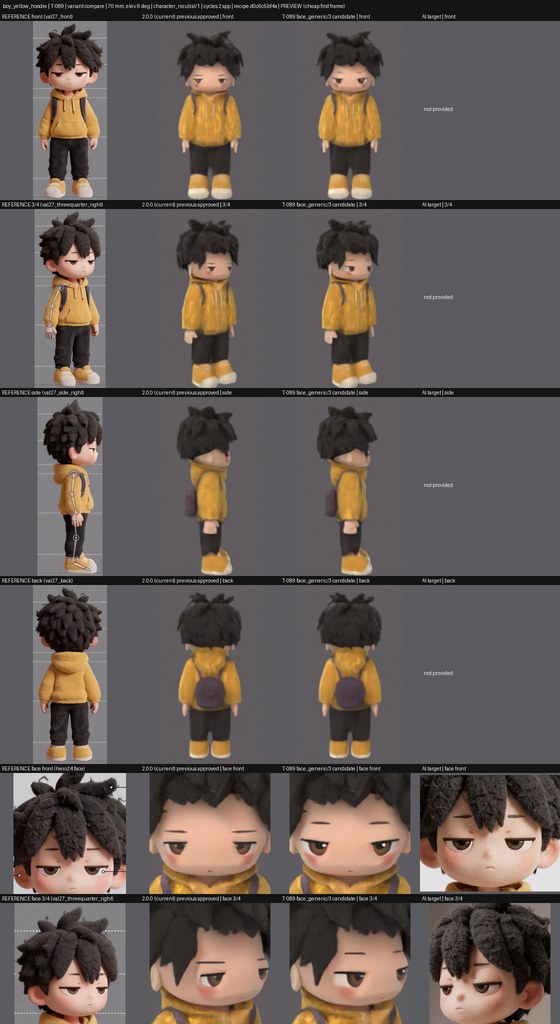 boy_yellow_hoodie | T-089 | variant compare | 70 mm, elev 6 deg | character_neutral/1 | cycles 2 spp | recipe d0c6c5bf4a | PREVIEW (cheap first frame)
REFERENCE front (val27_front) 2.0.0 (current) previous approved | front T-089 face_generic/3 candidate | front AI target | front
not provided
REFERENCE 3/4 (val27_threequarter_right) 2.0.0 (current) previous approved | 3/4 T-089 face_generic/3 candidate | 3/4 AI target | 3/4
not provided
REFERENCE side (val27_side_right) 2.0.0 (current) previous approved | side T-089 face_generic/3 candidate | side AI target | side
not provided
REFERENCE back (val27_back) 2.0.0 (current) previous approved | back T-089 face_generic/3 candidate | back AI target | back
not provided
REFERENCE face front (hero24 face) 2.0.0 (current) previous approved | face front T-089 face_generic/3 candidate | face front AI target | face front
REFERENCE face 3/4 (val27_threequarter_right) 2.0.0 (current) previous approved | face 3/4 T-089 face_generic/3 candidate | face 3/4 AI target | face 3/4